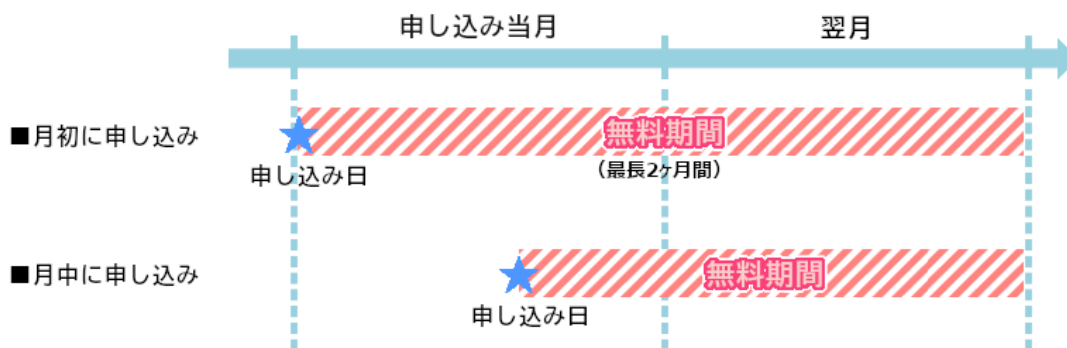 申し込み当月
翌月
■月初に申し込み
無料期間
（最長2ヶ月間）
申し込み日
■月中に申し込み
無料期間
申し込み日